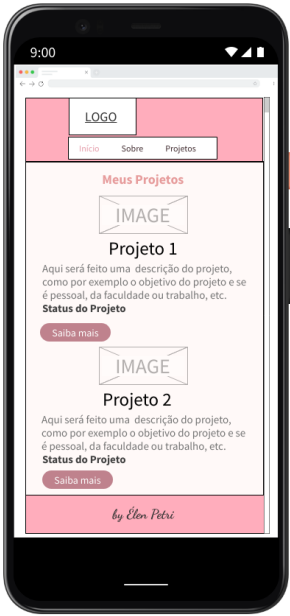 9:00
LOGO
Início Sobre Projetos
Meus Projetos
IMAGE
Projeto 1
Aqui será feito uma descrição do projeto,
como por exemplo o objetivo do projeto e se
é pessoal, da faculdade ou trabalho, etc.
Status do Projeto
Saiba mais
IMAGE
Projeto 2
Aqui será feito uma descrição do projeto,
como por exemplo o objetivo do projeto e se
é pessoal, da faculdade ou trabalho, etc.
Status do Projeto
Saiba mais
by Élen Petri